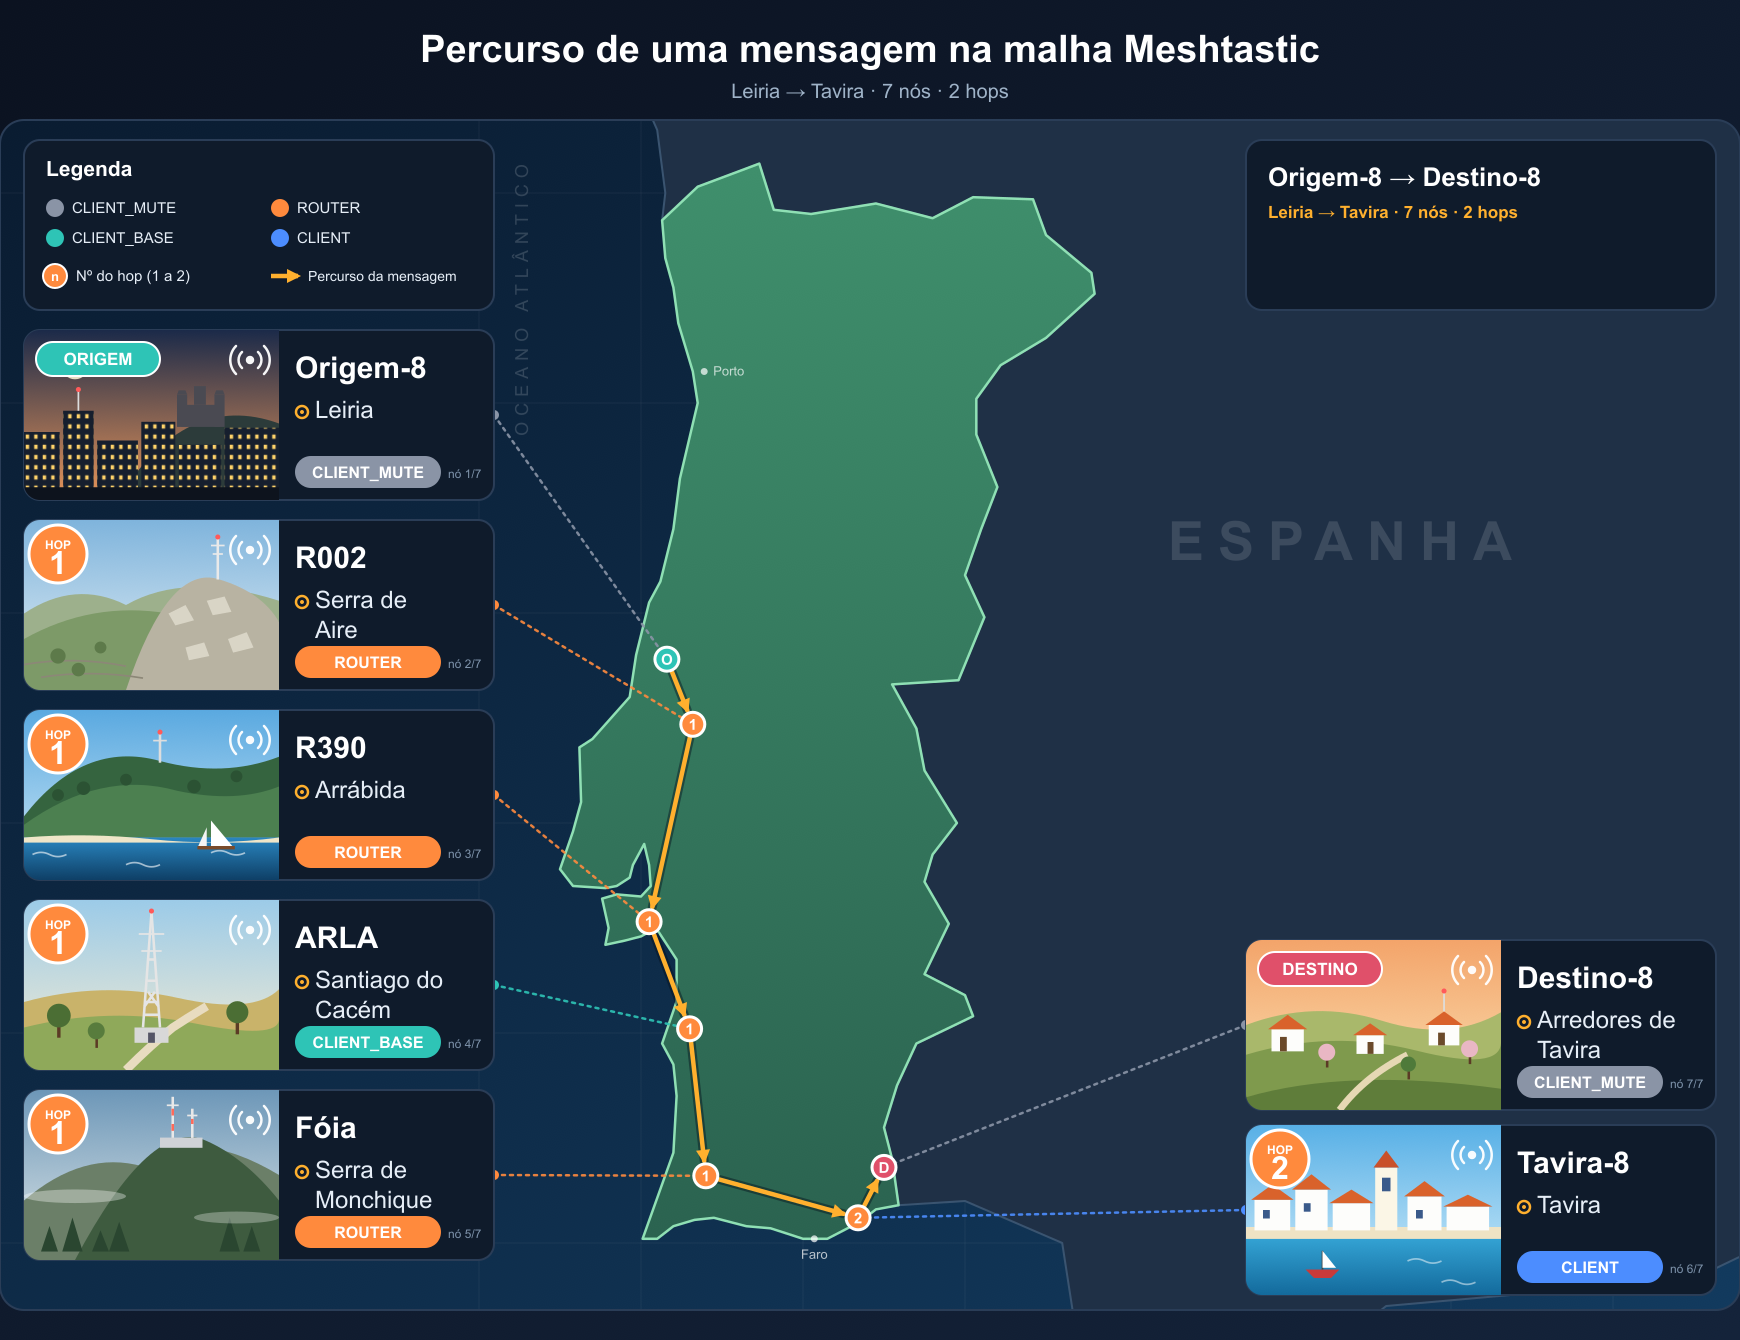 Percurso de uma mensagem na malha Meshtastic
Leiria → Tavira · 7 nós · 2 hops
Legenda
CLIENT_MUTE
ROUTER
CLIENT_BASE
CLIENT
n Nº do hop (1 a 2)
Percurso da mensagem
OCEANO ATLÂNTICO
Origem-8 → Destino-8
Leiria → Tavira · 7 nós · 2 hops
ORIGEM
Origem-8
Leiria
CLIENT_MUTE nó 1/7
HOP
1
R002
Serra de
Aire
ROUTER nó 2/7
HOP
1
R390
Arrábida
ROUTER nó 3/7
HOP
1
ARLA
Santiago do
Cacém
CLIENT_BASE nó 4/7
HOP
1
Fóia
Serra de
Monchique
ROUTER nó 5/7
Porto
ESPANHA
O
1
1
1
1
2
D
Faro
DESTINO
Destino-8
Arredores de
Tavira
CLIENT_MUTE nó 7/7
HOP
2
Tavira-8
Tavira
CLIENT nó 6/7